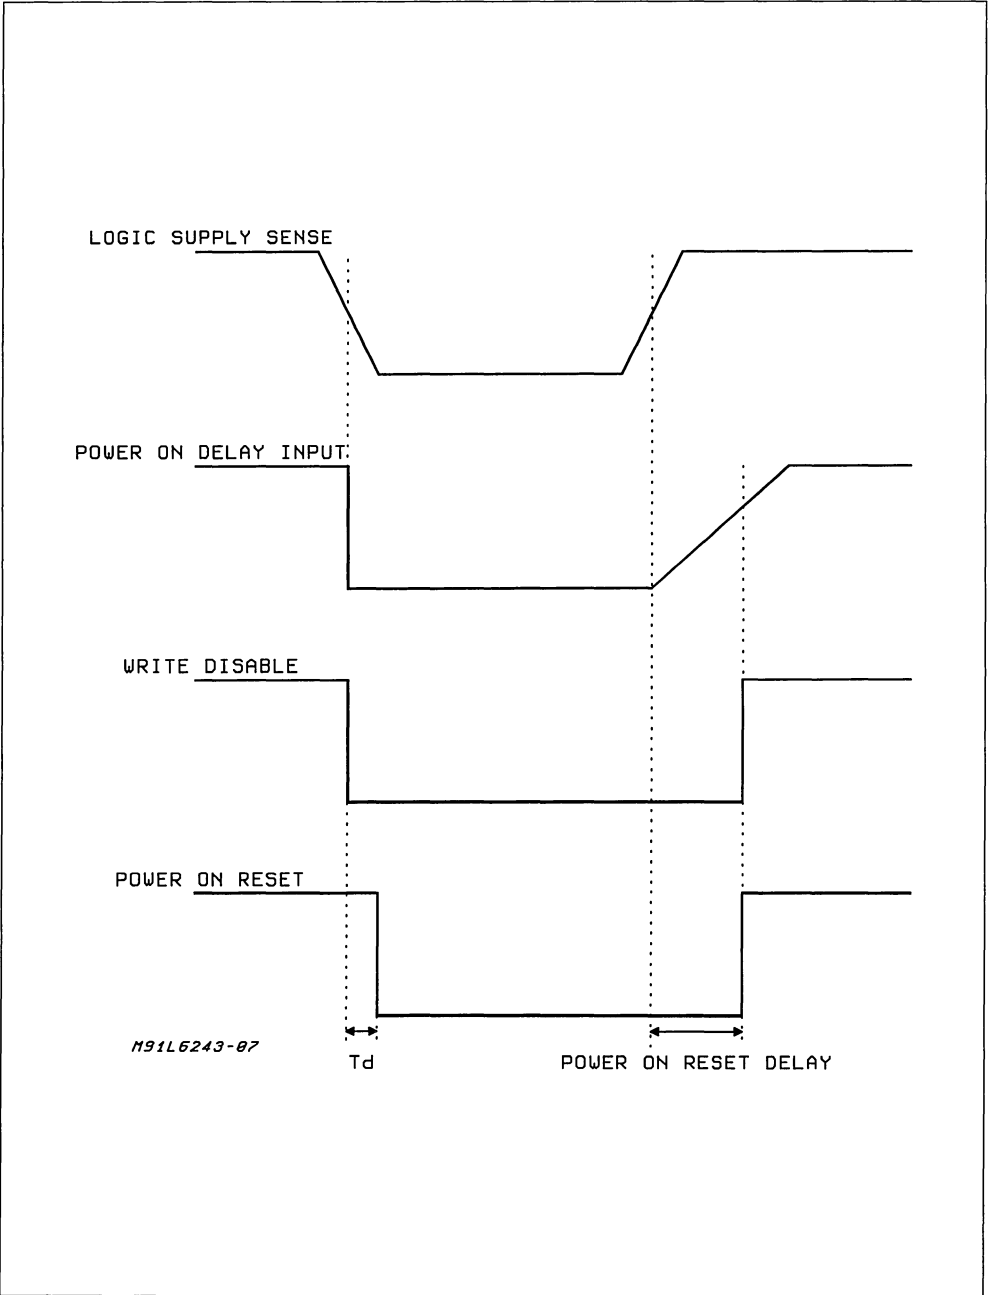 LOGIC SUPPLY SENSE
POWER ON DELAY INPUT
WRITE DISABLE
POWER ON RESET
M91L6243-07
Td
POWER ON RESET DELAY